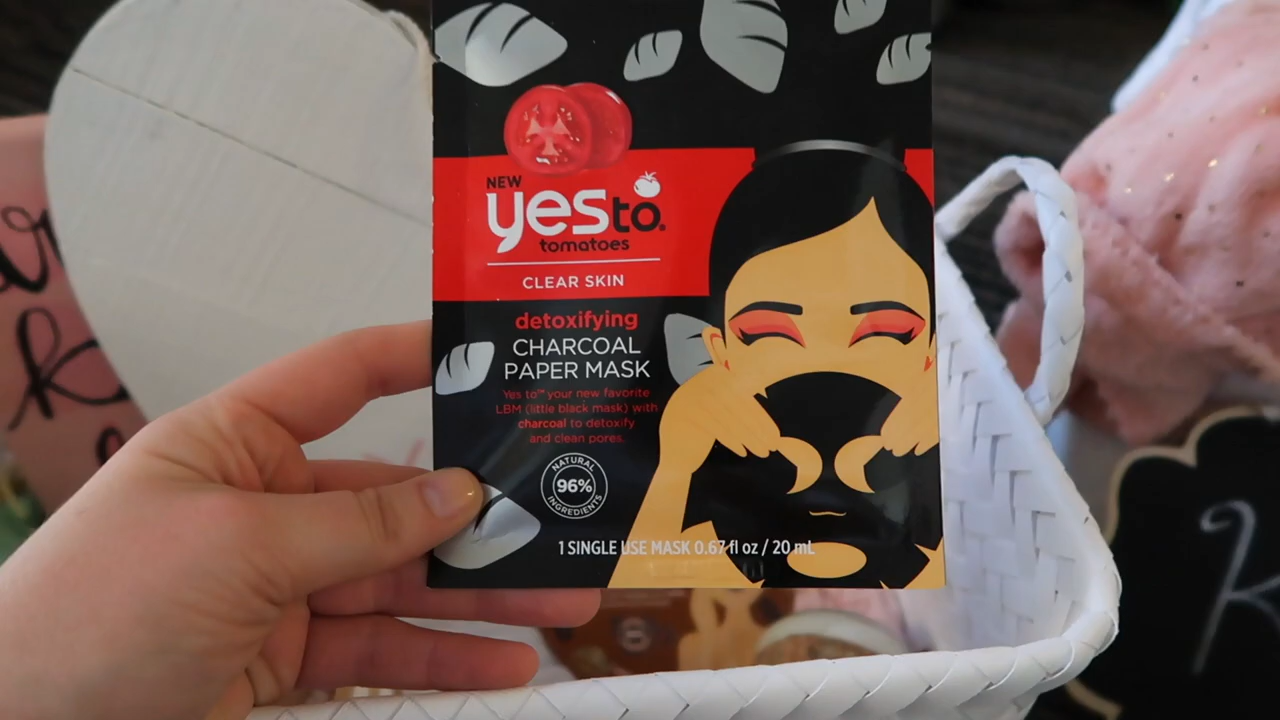 NEW
yes to.
tomatoes
CLEAR SKIN
detoxifying
CHARCOAL
PAPER MASK
Yes to™ your new favorite
LBM (little black mask) with
charcoal to detoxify
and clean pores.
NATURAL
96%
INGREDIENTS
1 SINGLE USE MASK 0.67 fl oz / 20 mL